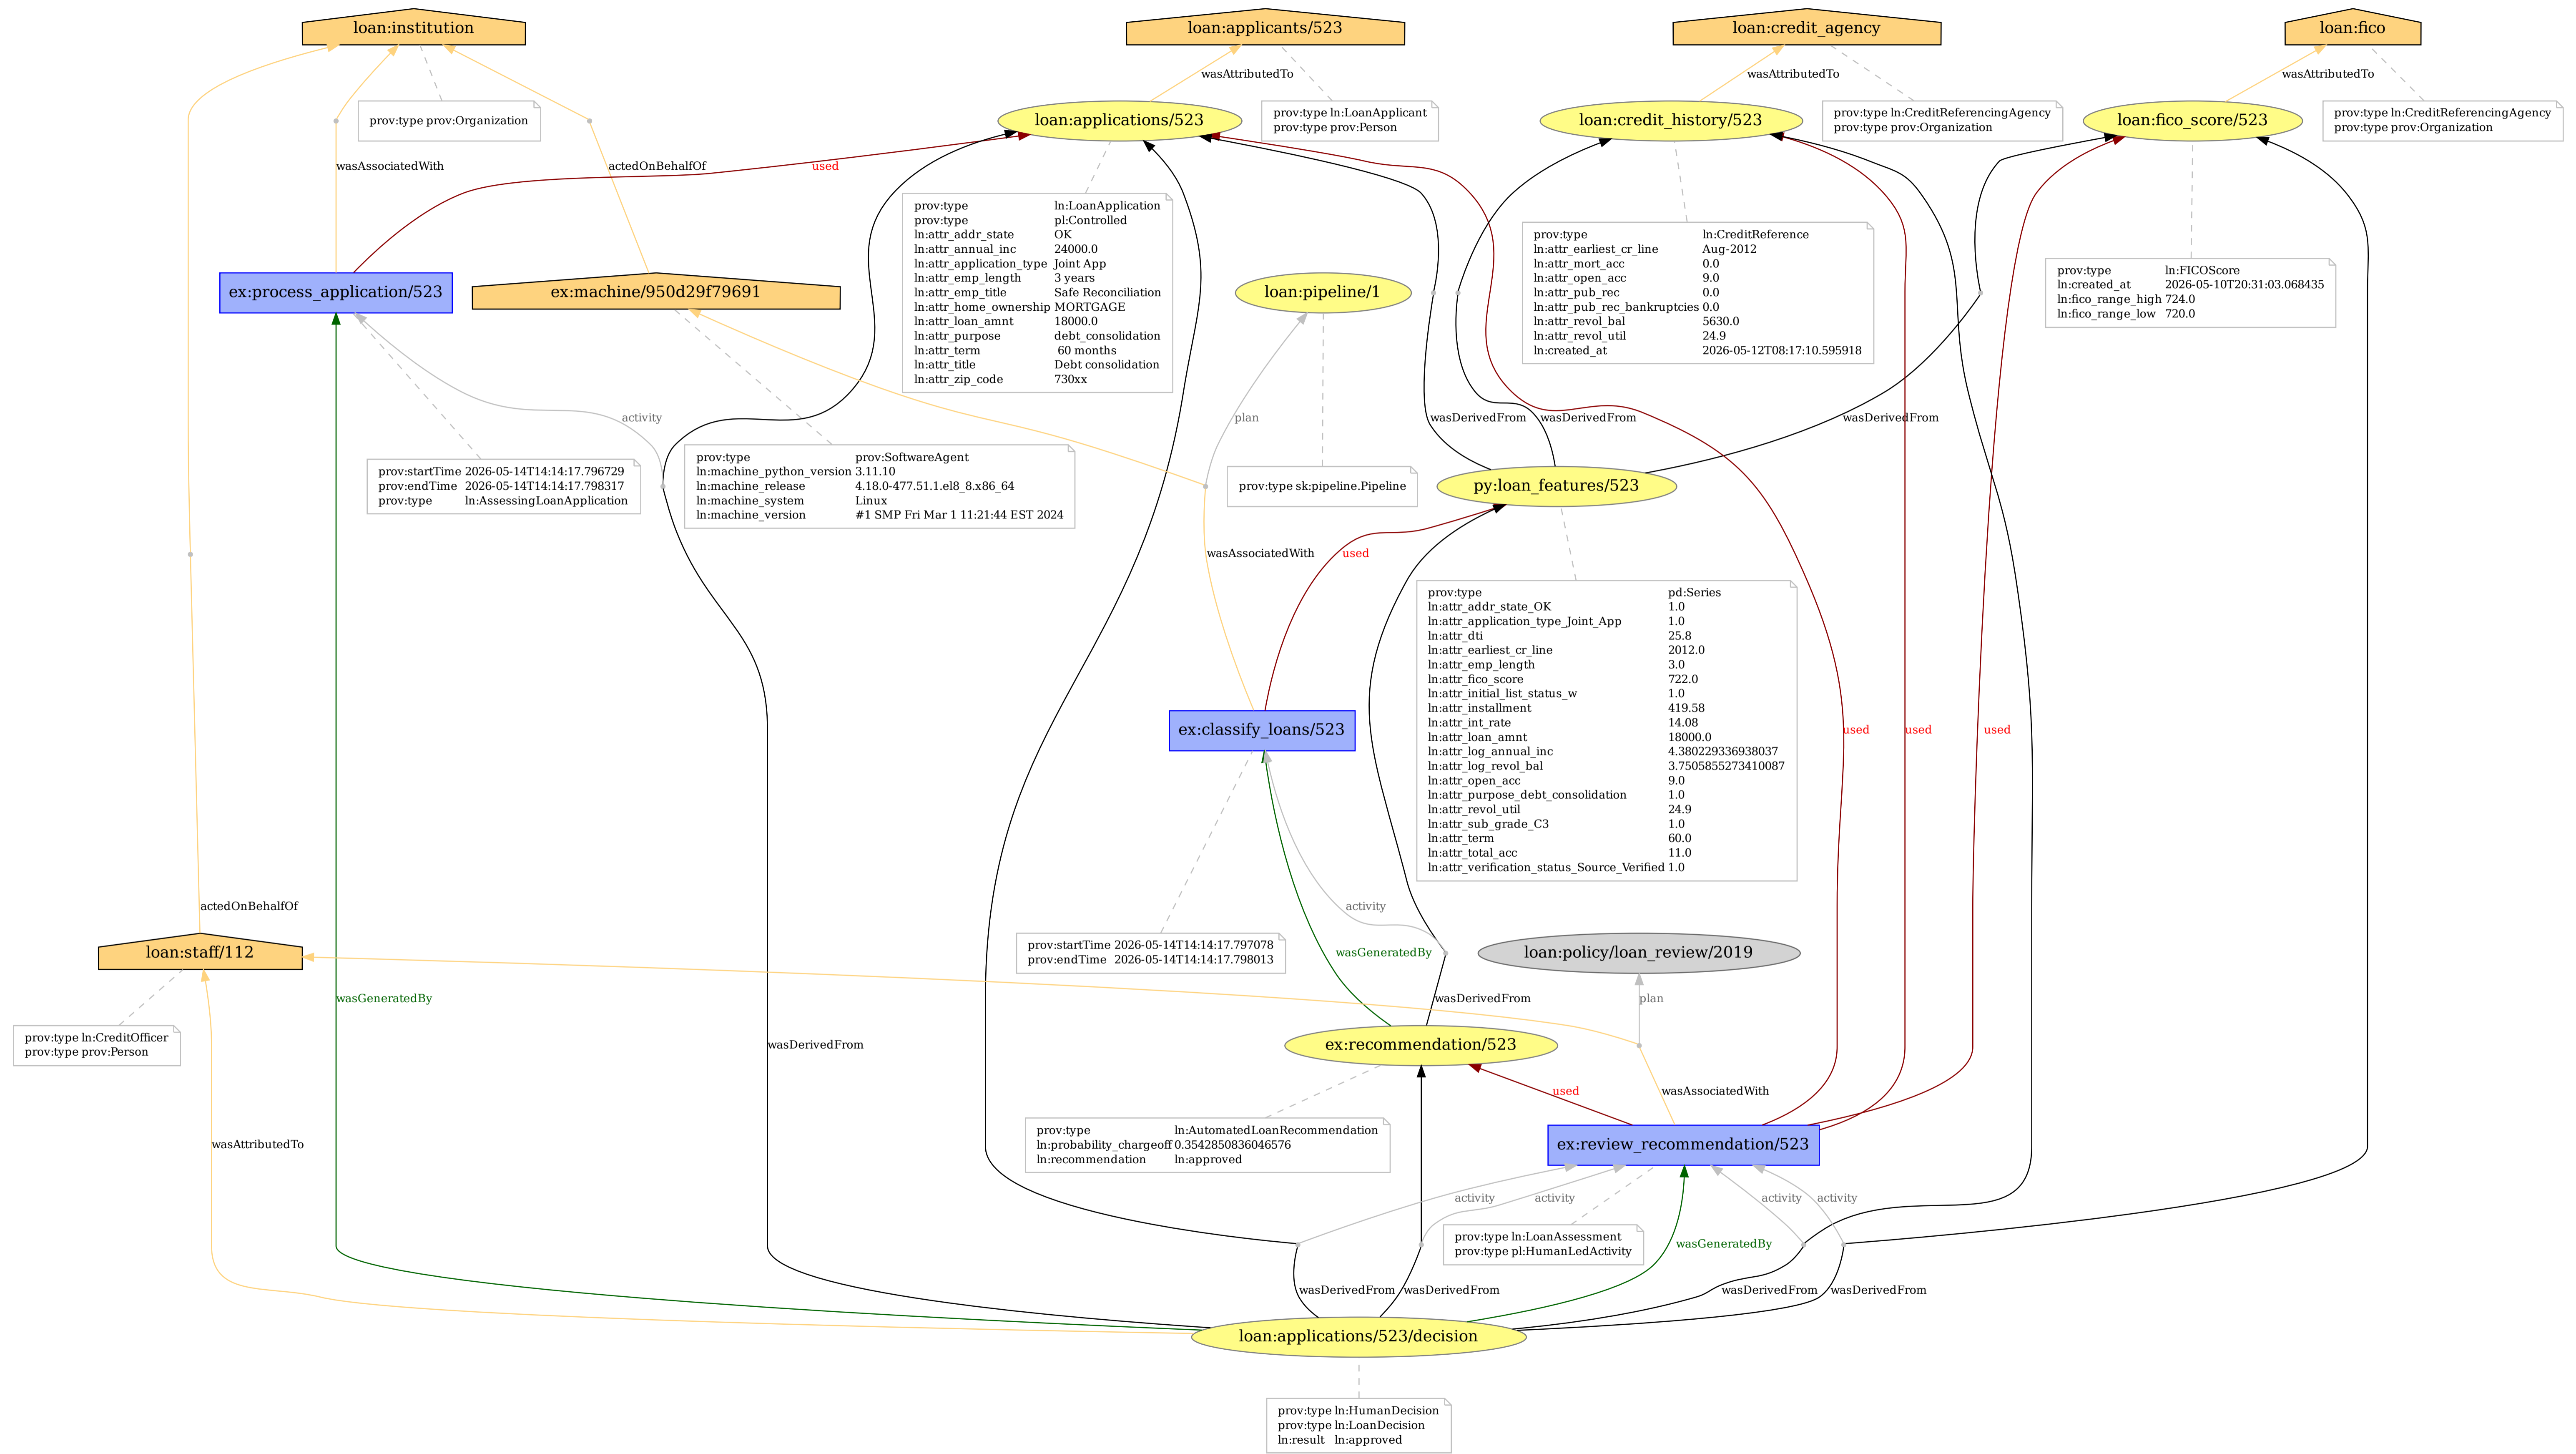 loan:institution
loan:applicants/523
loan:credit_agency
loan:fico
wasAttributedTo
wasAttributedTo
wasAttributedTo
prov:type prov:Organization
loan:applications/523
prov:type ln:LoanApplicant
prov:type prov:Person
loan:credit_history/523
prov:type ln:CreditReferencingAgency
prov:type prov:Organization
loan:fico_score/523
prov:type ln:CreditReferencingAgency
prov:type prov:Organization
wasAssociatedWith
actedOnBehalfOf
used
prov:type ln:LoanApplication
prov:type pl:Controlled
ln:attr_addr_state OK
ln:attr_annual_inc 24000.0
ln:attr_application_type Joint App
ln:attr_emp_length 3 years
ln:attr_emp_title Safe Reconciliation
ln:attr_home_ownership MORTGAGE
ln:attr_loan_amnt 18000.0
ln:attr_purpose debt_consolidation
ln:attr_term 60 months
ln:attr_title Debt consolidation
ln:attr_zip_code 730xx
prov:type ln:CreditReference
ln:attr_earliest_cr_line Aug-2012
ln:attr_mort_acc 0.0
ln:attr_open_acc 9.0
ln:attr_pub_rec 0.0
ln:attr_pub_rec_bankruptcies 0.0
ln:attr_revol_bal 5630.0
ln:attr_revol_util 24.9
ln:created_at 2026-05-12T08:17:10.595918
prov:type ln:FICOScore
ln:created_at 2026-05-10T20:31:03.068435
ln:fico_range_high 724.0
ln:fico_range_low 720.0
ex:process_application/523
ex:machine/950d29f79691
loan:pipeline/1
activity
plan
wasDerivedFrom
wasDerivedFrom
wasDerivedFrom
prov:startTime 2026-05-14T14:14:17.796729
prov:endTime 2026-05-14T14:14:17.798317
prov:type ln:AssessingLoanApplication
prov:type prov:SoftwareAgent
ln:machine_python_version 3.11.10
ln:machine_release 4.18.0-477.51.1.el8_8.x86_64
ln:machine_system Linux
ln:machine_version #1 SMP Fri Mar 1 11:21:44 EST 2024
prov:type sk:pipeline.Pipeline
py:loan_features/523
wasAssociatedWith
used
prov:type pd:Series
ln:attr_addr_state_OK 1.0
ln:attr_application_type_Joint_App 1.0
ln:attr_dti 25.8
ln:attr_earliest_cr_line 2012.0
ln:attr_emp_length 3.0
ln:attr_fico_score 722.0
ln:attr_initial_list_status_w 1.0
ln:attr_installment 419.58
ln:attr_int_rate 14.08
ln:attr_loan_amnt 18000.0
ln:attr_log_annual_inc 4.380229336938037
ln:attr_log_revol_bal 3.7505855273410087
ln:attr_open_acc 9.0
ln:attr_purpose_debt_consolidation 1.0
ln:attr_revol_util 24.9
ln:attr_sub_grade_C3 1.0
ln:attr_term 60.0
ln:attr_total_acc 11.0
ln:attr_verification_status_Source_Verified 1.0
ex:classify_loans/523
used
used
used
actedOnBehalfOf
activity
loan:staff/112
prov:startTime 2026-05-14T14:14:17.797078
prov:endTime 2026-05-14T14:14:17.798013
wasGeneratedBy
loan:policy/loan_review/2019
wasGeneratedBy
wasDerivedFrom
plan
prov:type ln:CreditOfficer
prov:type prov:Person
wasDerivedFrom
ex:recommendation/523
used
wasAssociatedWith
wasAttributedTo
prov:type ln:AutomatedLoanRecommendation
ln:probability_chargeoff 0.3542850836046576
ln:recommendation ln:approved
ex:review_recommendation/523
activity
activity
activity
activity
prov:type ln:LoanAssessment
prov:type pl:HumanLedActivity
wasGeneratedBy
wasDerivedFrom
wasDerivedFrom
wasDerivedFrom
wasDerivedFrom
loan:applications/523/decision
prov:type ln:HumanDecision
prov:type ln:LoanDecision
ln:result ln:approved